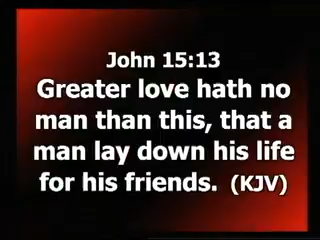 John 15:13
Greater love hath no
man than this, that a
man lay down his life
for his friends. (KJV)